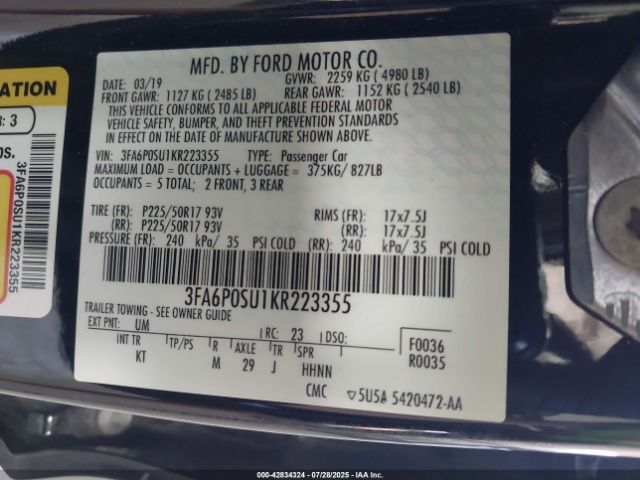 MFD. BY FORD MOTOR CO.
DATE: 03/19 GVWR: 2259 KG ( 4980 LB)
FRONT GAWR: 1127 KG ( 2485 LB) REAR GAWR: 1152 KG ( 2540 LB)
THIS VEHICLE CONFORMS TO ALL APPLICABLE FEDERAL MOTOR
VEHICLE SAFETY, BUMPER, AND THEFT PREVENTION STANDARDS
IN EFFECT ON THE DATE OF MANUFACTURE SHOWN ABOVE.
VIN: 3FA6P0SU1KR223355 TYPE: Passenger Car
MAXIMUM LOAD = OCCUPANTS + LUGGAGE = 375KG/ 827LB
OCCUPANTS = 5 TOTAL; 2 FRONT, 3 REAR
TIRE (FR): P225/50R17 93V RIMS (FR): 17x7.5J
(RR) P225/50R17 93V (RR): 17x7.5J
PRESSURE (FR): 240 kPa/ 35 PSI COLD (RR): 240 kPa/ 35 PSI COLD
3FA6P0SU1KR223355
TRAILER TOWING - SEE OWNER GUIDE
EXT PNT: UM RC: 23 DSO: F0036
INT TR TP/PS R AXLE TR SPR R0035
KT M 29 J HHNN
CMC 5U5A 5420472-AA
ATION
R: 3
bs.
3FA6P0SU1KR223355
000-42834324 | 07/28/2025 | IAA, Inc.